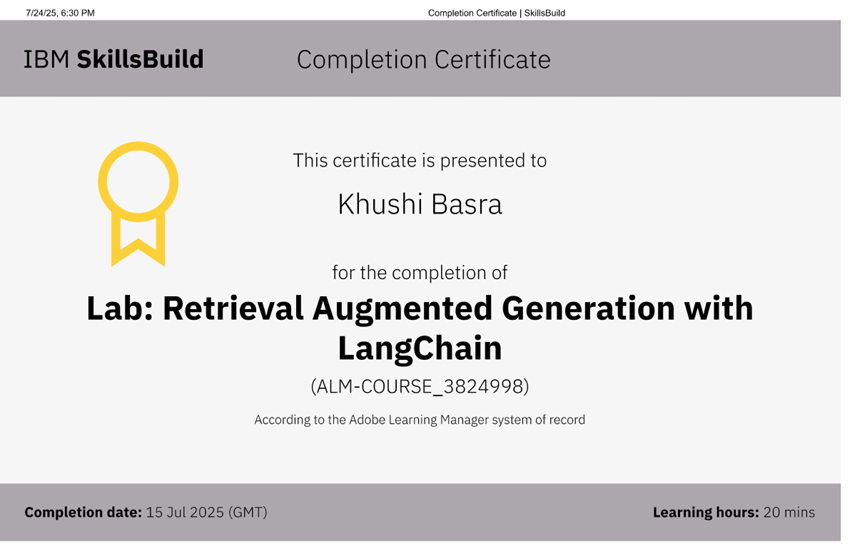 7/24/25, 6:30 PM Completion Certificate | SkillsBuild
IBM SkillsBuild Completion Certificate
This certificate is presented to
Khushi Basra
for the completion of
Lab: Retrieval Augmented Generation with
LangChain
(ALM-COURSE_3824998)
According to the Adobe Learning Manager system of record
Completion date: 15 Jul 2025 (GMT) Learning hours: 20 mins